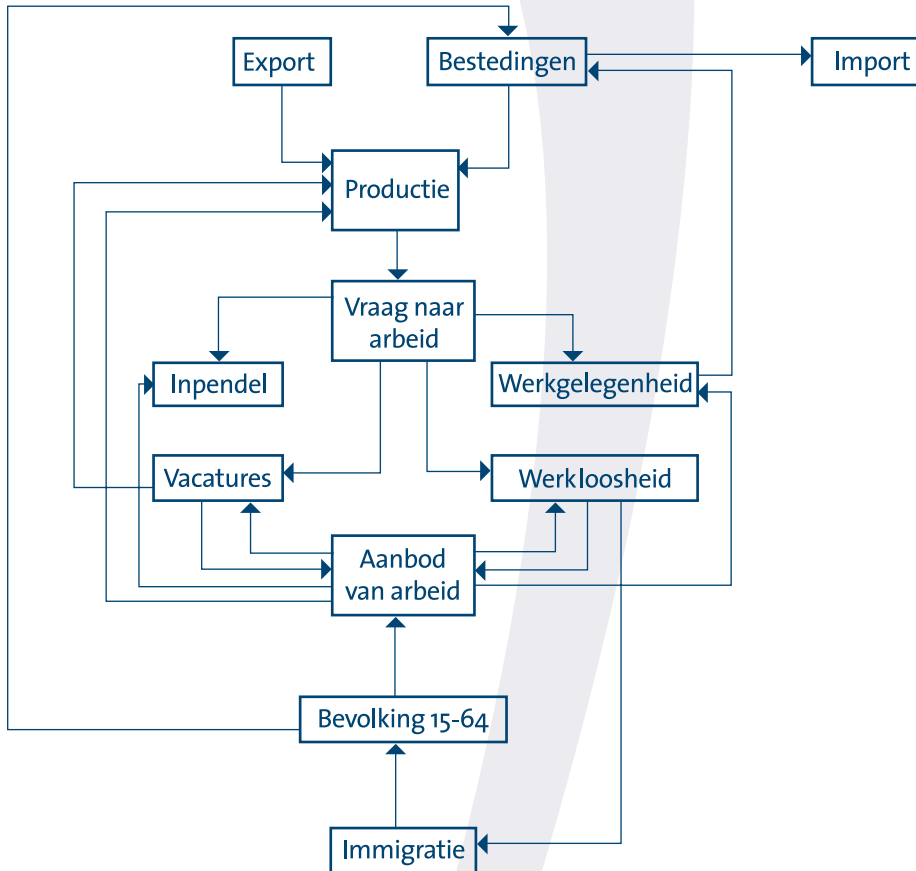 Export
Bestedingen
Import
Productie
Vraag naar
arbeid
Inpendel
Werkgelegenheid
Vacatures
Werkloosheid
Aanbod
van arbeid
Bevolking 15-64
Immigratie